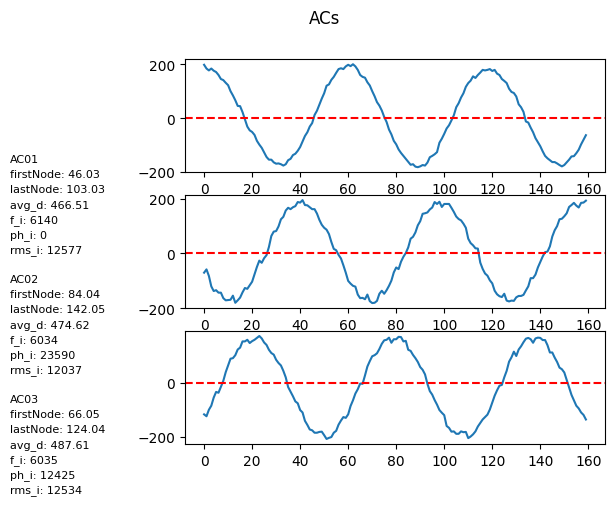 ACs
200
0
−200
0 20 40 60 80 100 120 140 160
AC01
firstNode: 46.03
lastNode: 103.03
avg_d: 466.51
f_i: 6140
ph_i: 0
rms_i: 12577
200
0
−200
0 20 40 60 80 100 120 140 160
AC02
firstNode: 84.04
lastNode: 142.05
avg_d: 474.62
f_i: 6034
ph_i: 23590
rms_i: 12037
0
−200
0 20 40 60 80 100 120 140 160
AC03
firstNode: 66.05
lastNode: 124.04
avg_d: 487.61
f_i: 6035
ph_i: 12425
rms_i: 12534